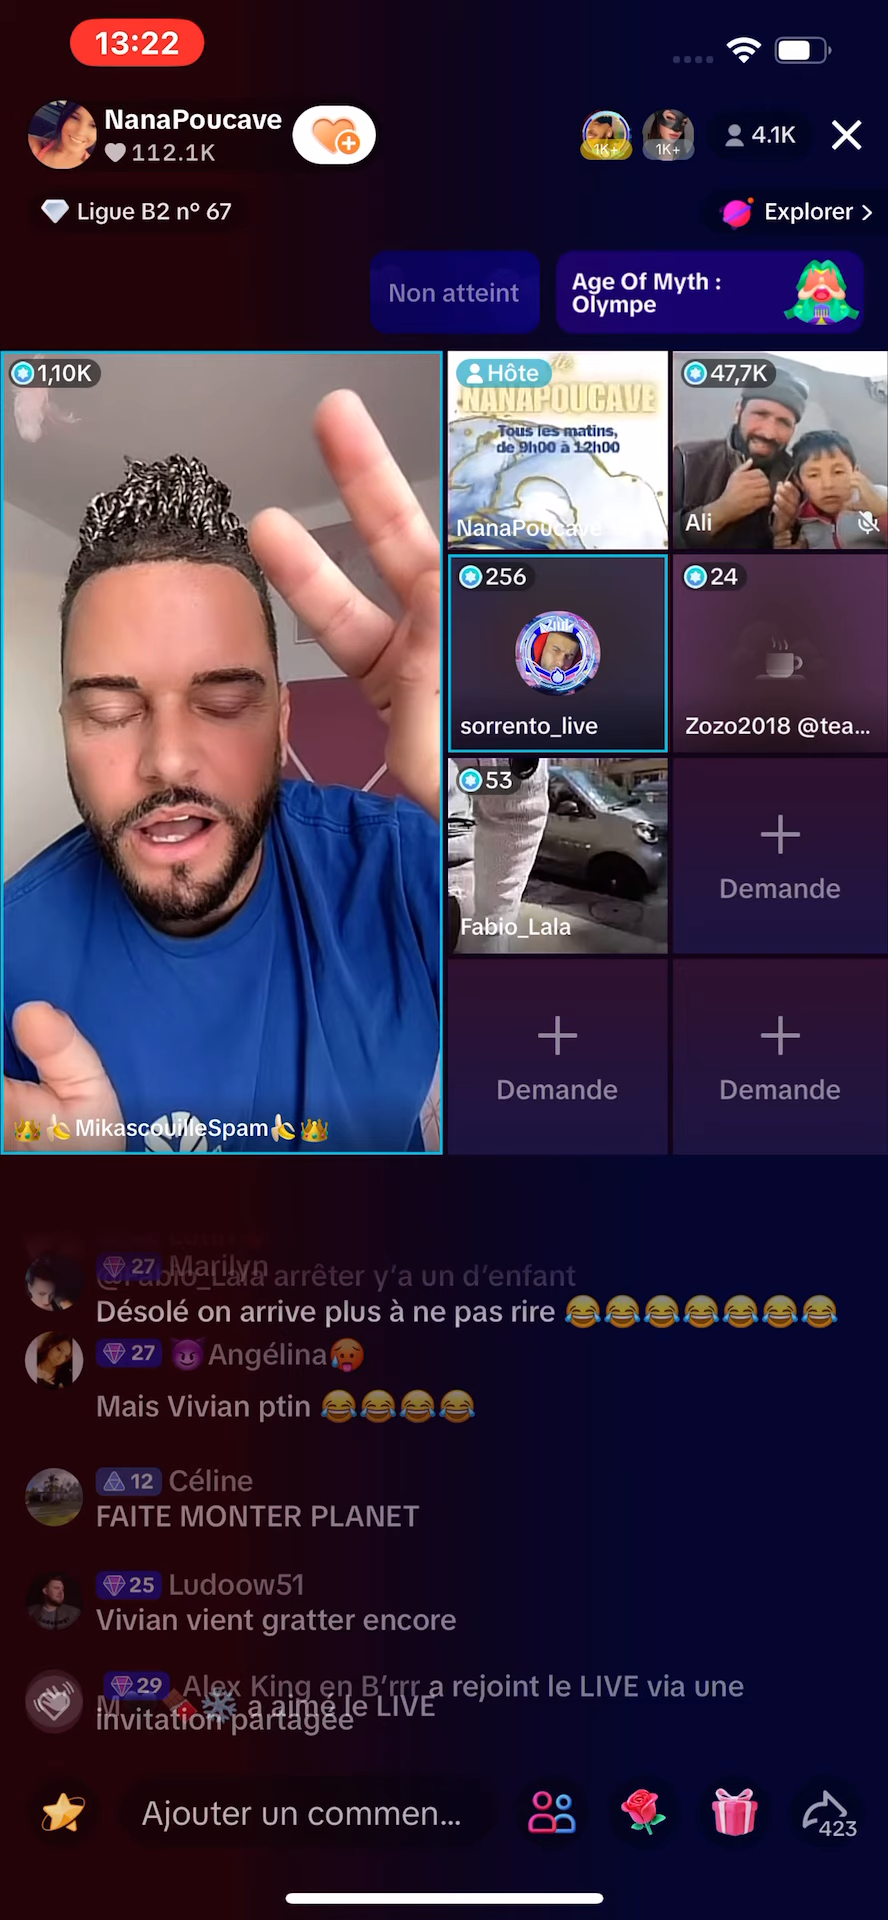 13:22
NanaPoucave
112.1K
1K+
1K+
4.1K
Ligue B2 n° 67
Explorer >
Non atteint
Age Of Myth :
Olympe
1,10K
Hôte
de
NANAPOUCAVE
Tous les matins,
de 9h00 à 12h00
NanaPoucave
47,7K
Ali
256
sorrento_live
24
Zozo2018 @tea...
53
Fabio_Lala
Demande
Demande
Demande
👑🍌MikascouilleSpam🍌👑
27 Marilyn
@Fabio_Lala arrêter y'a un d'enfant
Désolé on arrive plus à ne pas rire 😂😂😂😂😂😂😂
27 😈Angélina🥵
Mais Vivian ptin 😂😂😂😂
12 Céline
FAITE MONTER PLANET
25 Ludoow51
Vivian vient gratter encore
29 Alex King en B'rrr a rejoint le LIVE via une
invitation partagée
a aimé le LIVE
Ajouter un commen...
423